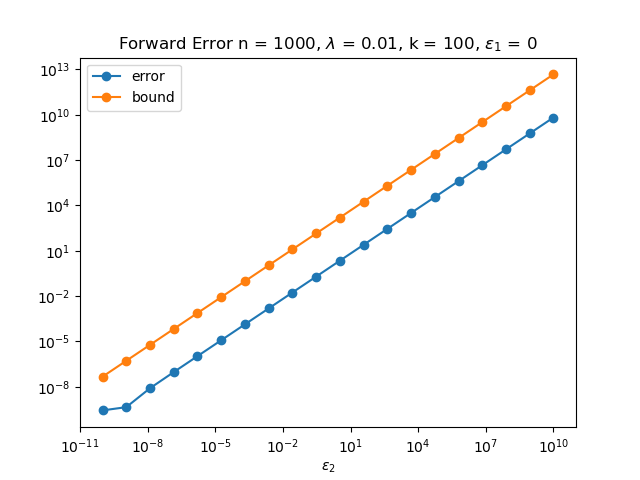 Forward Error n = 1000, λ = 0.01, k = 100, ε₁ = 0
error
bound
10¹³
10¹⁰
10⁷
10⁴
10¹
10⁻²
10⁻⁵
10⁻⁸
10⁻¹¹ 10⁻⁸ 10⁻⁵ 10⁻² 10¹ 10⁴ 10⁷ 10¹⁰
ε₂